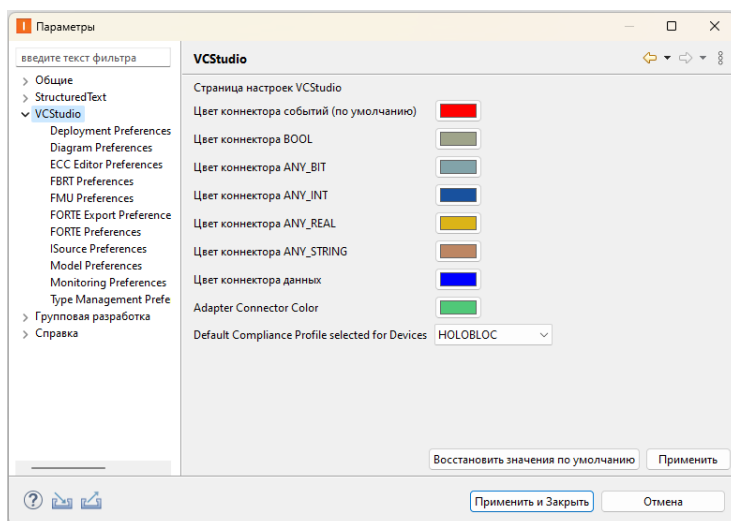 Параметры
введите текст фильтра
Общие
StructuredText
VCStudio
Deployment Preferences
Diagram Preferences
ECC Editor Preferences
FBRT Preferences
FMU Preferences
FORTE Export Preference
FORTE Preferences
ISource Preferences
Model Preferences
Monitoring Preferences
Type Management Prefe
Групповая разработка
Справка
VCStudio
Страница настроек VCStudio
Цвет коннектора событий (по умолчанию)
Цвет коннектора BOOL
Цвет коннектора ANY_BIT
Цвет коннектора ANY_INT
Цвет коннектора ANY_REAL
Цвет коннектора ANY_STRING
Цвет коннектора данных
Adapter Connector Color
Default Compliance Profile selected for Devices HOLOBLOC
Восстановить значения по умолчанию Применить
Применить и Закрыть Отмена